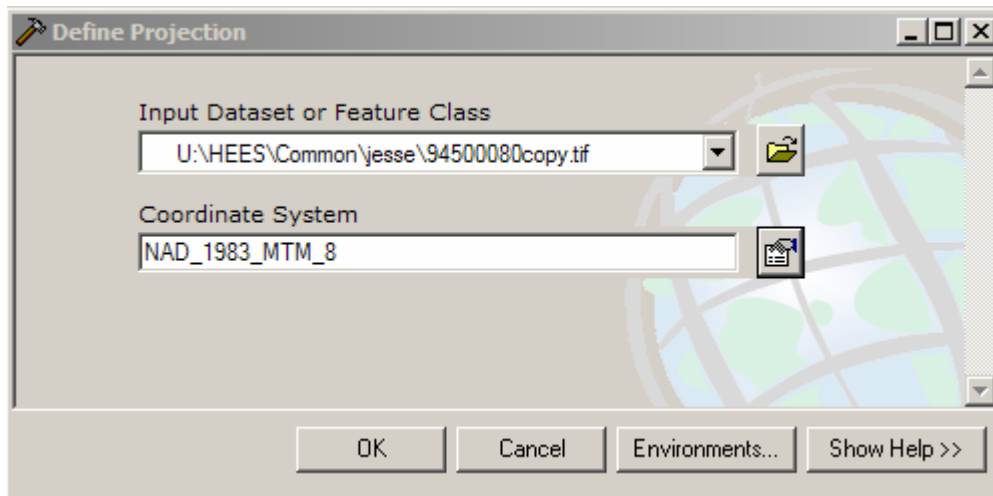 Define Projection
Input Dataset or Feature Class
U:\HEES\Common\jesse\94500080copy.tif
Coordinate System
NAD_1983_MTM_8
OK Cancel Environments... Show Help >>